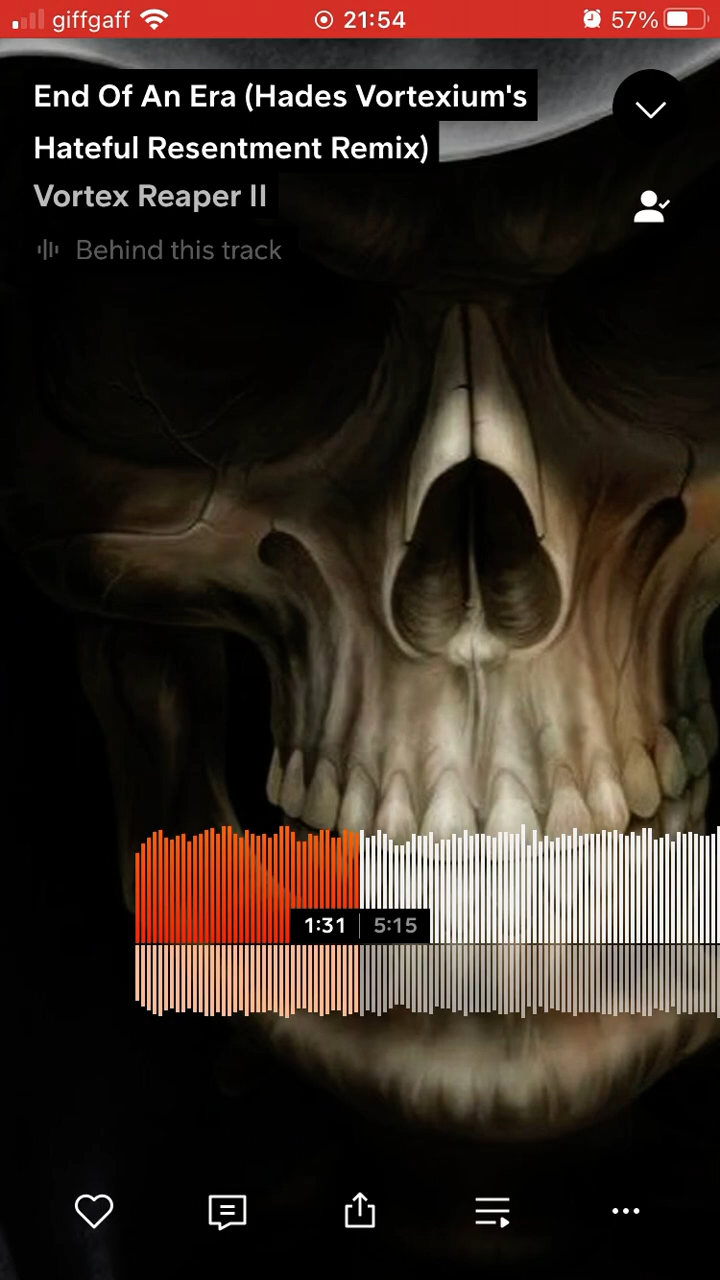 giffgaff 21:54 57%
End Of An Era (Hades Vortexium's
Hateful Resentment Remix)
Vortex Reaper II
Behind this track
1:31 5:15